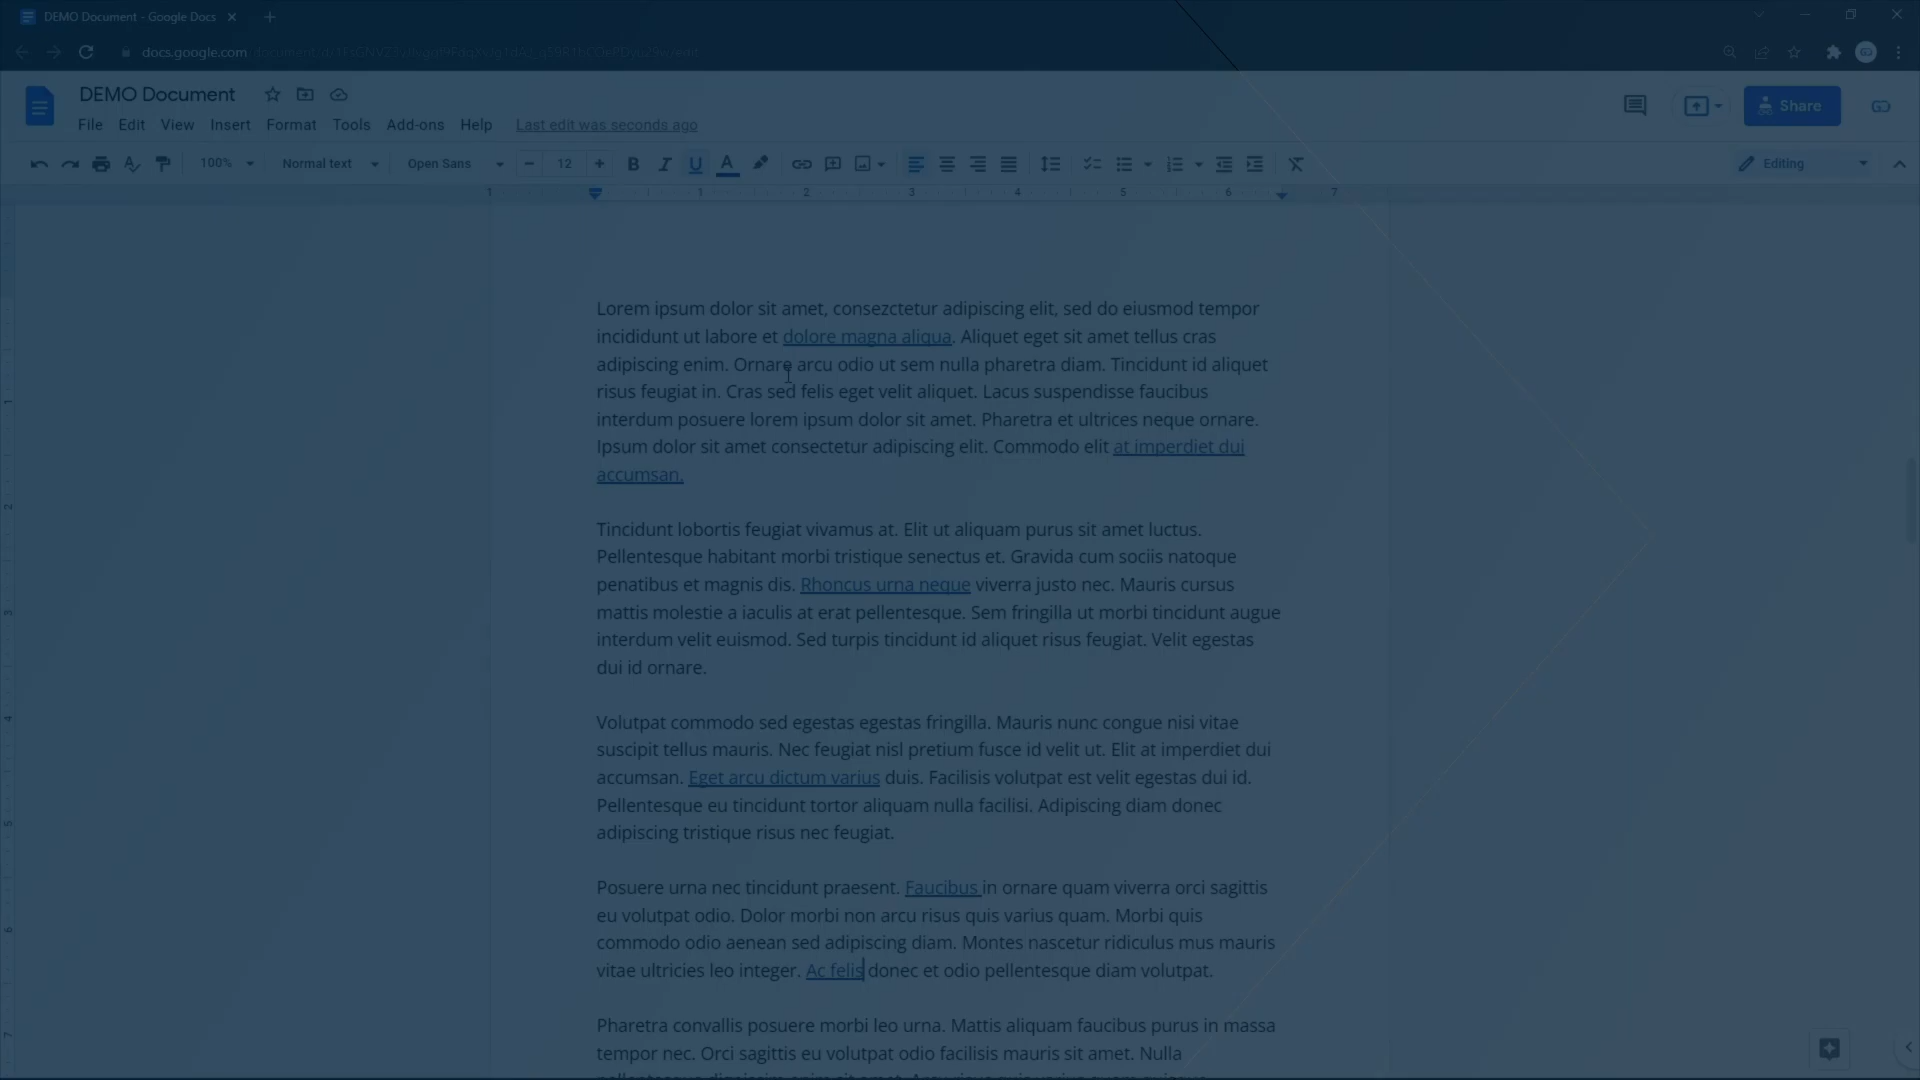 DEMO Document - Google Docs
docs.google.com
DEMO Document
File Edit View Insert Format Tools Add-ons Help Last edit was seconds ago
Share
100% Normal text Open Sans 12 B I U A Editing
1 1 2 3 4 5 6 7
Lorem ipsum dolor sit amet, consezctetur adipiscing elit, sed do eiusmod tempor
incididunt ut labore et dolore magna aliqua. Aliquet eget sit amet tellus cras
adipiscing enim. Ornare arcu odio ut sem nulla pharetra diam. Tincidunt id aliquet
risus feugiat in. Cras sed felis eget velit aliquet. Lacus suspendisse faucibus
interdum posuere lorem ipsum dolor sit amet. Pharetra et ultrices neque ornare.
Ipsum dolor sit amet consectetur adipiscing elit. Commodo elit at imperdiet dui
accumsan.
Tincidunt lobortis feugiat vivamus at. Elit ut aliquam purus sit amet luctus.
Pellentesque habitant morbi tristique senectus et. Gravida cum sociis natoque
penatibus et magnis dis. Rhoncus urna neque viverra justo nec. Mauris cursus
mattis molestie a iaculis at erat pellentesque. Sem fringilla ut morbi tincidunt augue
interdum velit euismod. Sed turpis tincidunt id aliquet risus feugiat. Velit egestas
dui id ornare.
Volutpat commodo sed egestas egestas fringilla. Mauris nunc congue nisi vitae
suscipit tellus mauris. Nec feugiat nisl pretium fusce id velit ut. Elit at imperdiet dui
accumsan. Eget arcu dictum varius duis. Facilisis volutpat est velit egestas dui id.
Pellentesque eu tincidunt tortor aliquam nulla facilisi. Adipiscing diam donec
adipiscing tristique risus nec feugiat.
Posuere urna nec tincidunt praesent. Faucibus in ornare quam viverra orci sagittis
eu volutpat odio. Dolor morbi non arcu risus quis varius quam. Morbi quis
commodo odio aenean sed adipiscing diam. Montes nascetur ridiculus mus mauris
vitae ultricies leo integer. Ac felis donec et odio pellentesque diam volutpat.
Pharetra convallis posuere morbi leo urna. Mattis aliquam faucibus purus in massa
tempor nec. Orci sagittis eu volutpat odio facilisis mauris sit amet. Nulla